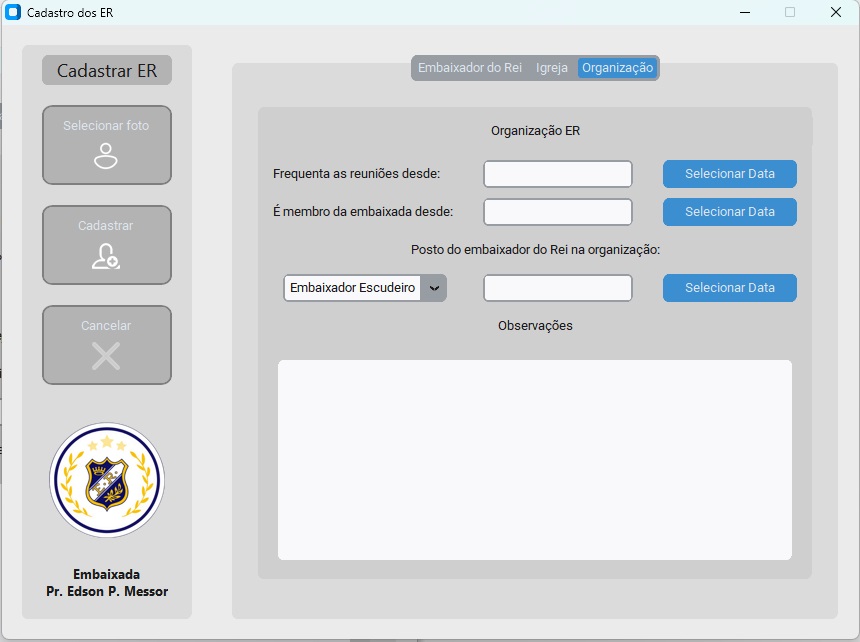 Cadastro dos ER
Cadastrar ER
Selecionar foto
Cadastrar
Cancelar
Embaixada
Pr. Edson P. Messor
Embaixador do Rei Igreja Organização
Organização ER
Frequenta as reuniões desde: Selecionar Data
É membro da embaixada desde: Selecionar Data
Posto do embaixador do Rei na organização:
Embaixador Escudeiro Selecionar Data
Observações